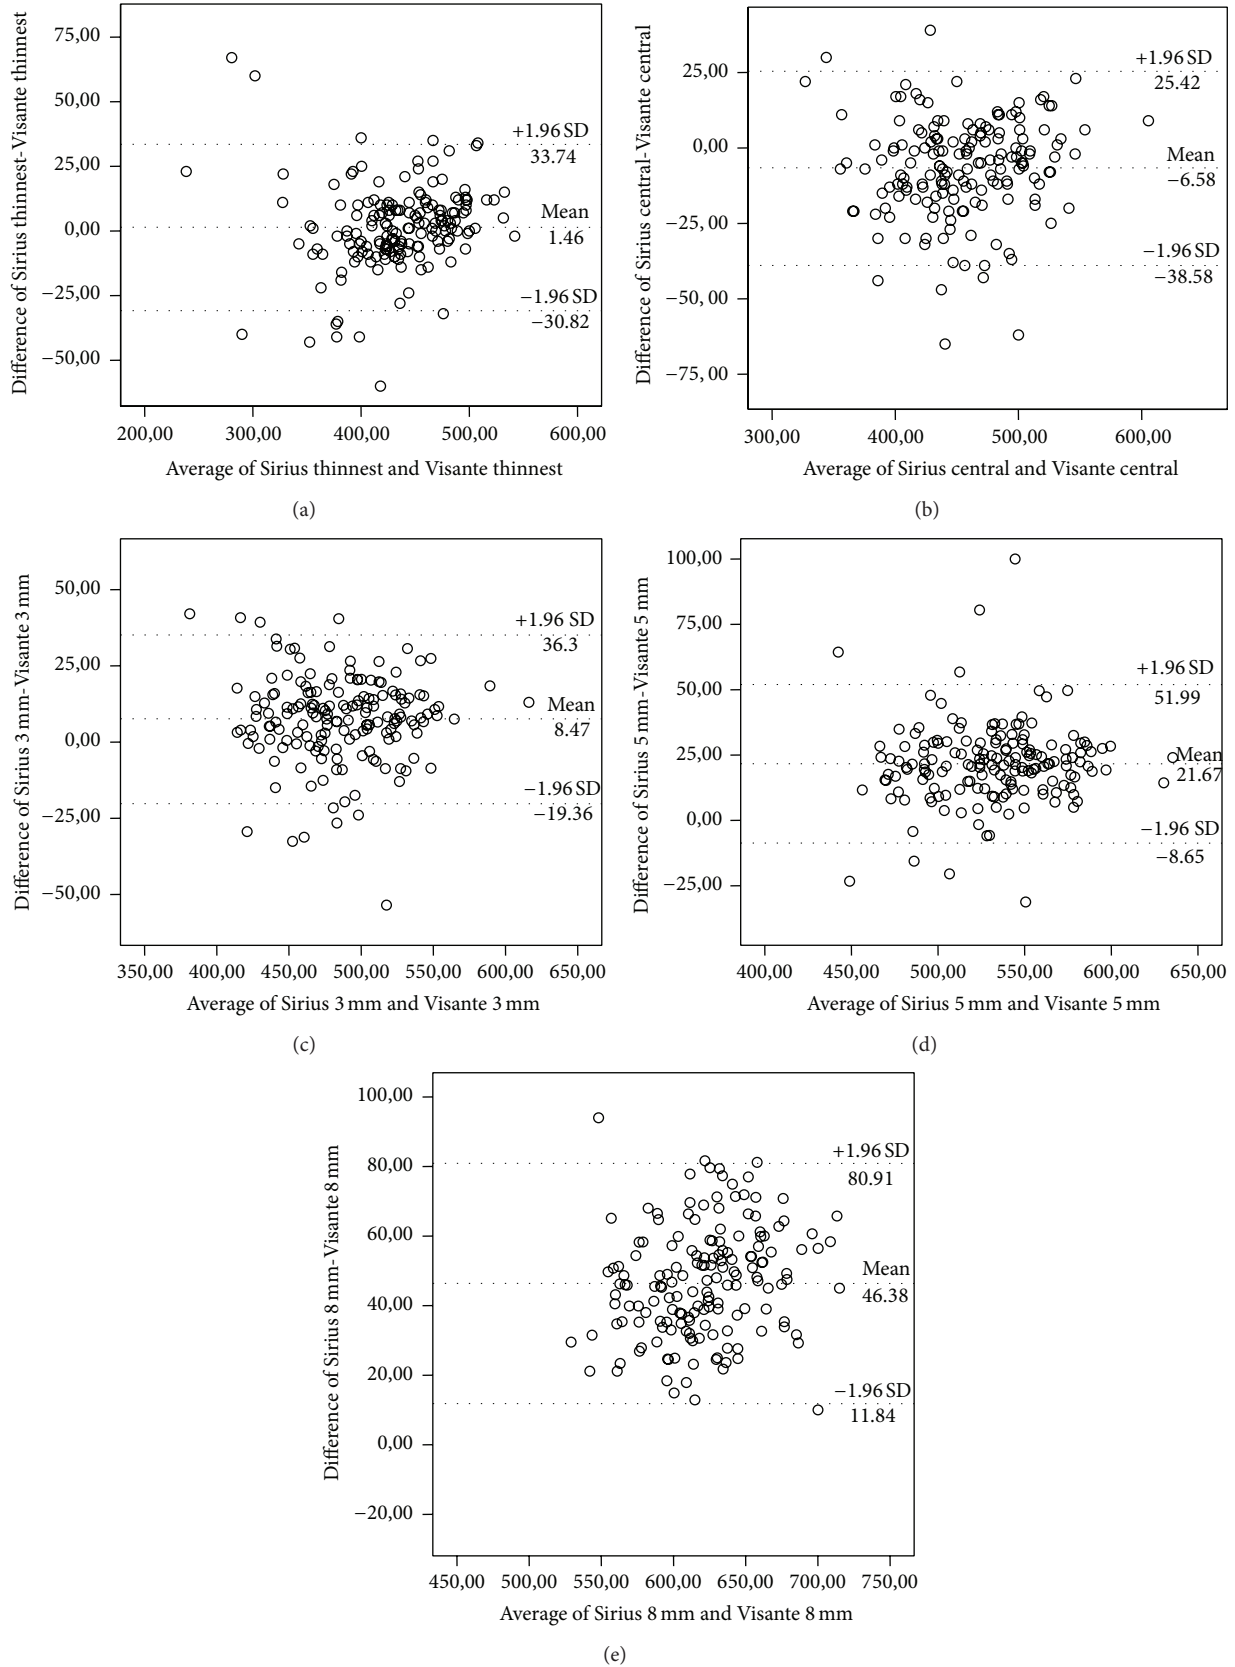 Difference of Sirius thinnest-Visante thinnest
75,00
50,00
25,00
0,00
−25,00
−50,00
+1.96 SD
33.74
Mean
1.46
−1.96 SD
−30.82
200,00 300,00 400,00 500,00 600,00
Average of Sirius thinnest and Visante thinnest
(a)
Difference of Sirius central-Visante central
25,00
0,00
−25,00
−50,00
−75,00
+1.96 SD
25.42
Mean
−6.58
−1.96 SD
−38.58
300,00 400,00 500,00 600,00
Average of Sirius central and Visante central
(b)
Difference of Sirius 3 mm-Visante 3 mm
50,00
25,00
0,00
−25,00
−50,00
+1.96 SD
36.3
Mean
8.47
−1.96 SD
−19.36
350,00 400,00 450,00 500,00 550,00 600,00 650,00
Average of Sirius 3 mm and Visante 3 mm
(c)
Difference of Sirius 5 mm-Visante 5 mm
100,00
75,00
50,00
25,00
0,00
−25,00
+1.96 SD
51.99
Mean
21.67
−1.96 SD
−8.65
400,00 450,00 500,00 550,00 600,00 650,00
Average of Sirius 5 mm and Visante 5 mm
(d)
Difference of Sirius 8 mm-Visante 8 mm
100,00
80,00
60,00
40,00
20,00
0,00
−20,00
+1.96 SD
80.91
Mean
46.38
−1.96 SD
11.84
450,00 500,00 550,00 600,00 650,00 700,00 750,00
Average of Sirius 8 mm and Visante 8 mm
(e)